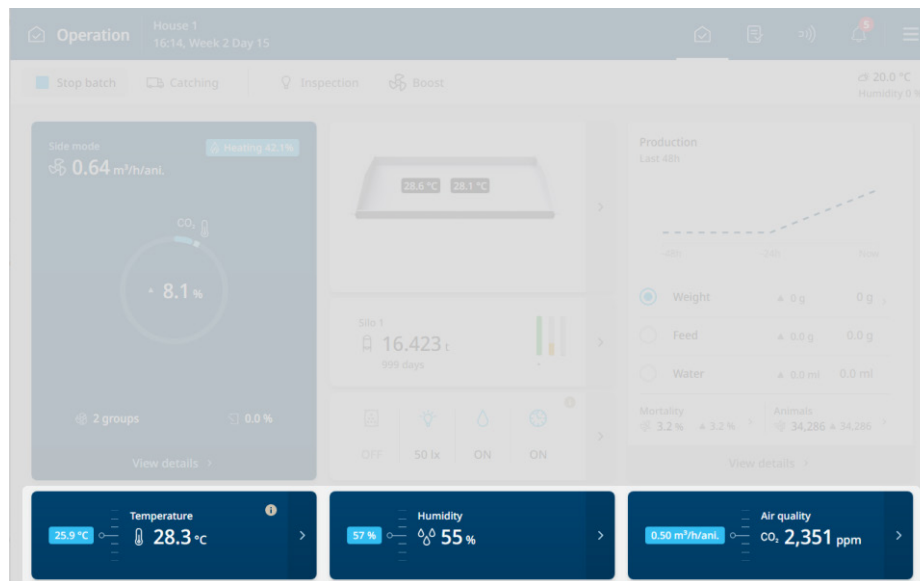 Operation
House 1
16:14, Week 2 Day 15
5
Stop batch
Catching
Inspection
Boost
20.0 °C
Humidity 0 %
Side mode
Heating 42.1%
0.64 m³/h/ani.
CO₂
8.1 %
2 groups
0.0 %
View details
28.6 °C
28.1 °C
Silo 1
16.423 t
999 days
OFF
50 lx
ON
ON
Production
Last 48h
-48h
-24h
Now
Weight
0 g
0 g
Feed
0.0 g
0.0 g
Water
0.0 ml
0.0 ml
Mortality
3.2 %
3.2 %
Animals
34,286
34,286
View details
Temperature
25.9 °C
28.3 °C
Humidity
57 %
55 %
Air quality
0.50 m³/h/ani.
CO₂ 2,351 ppm